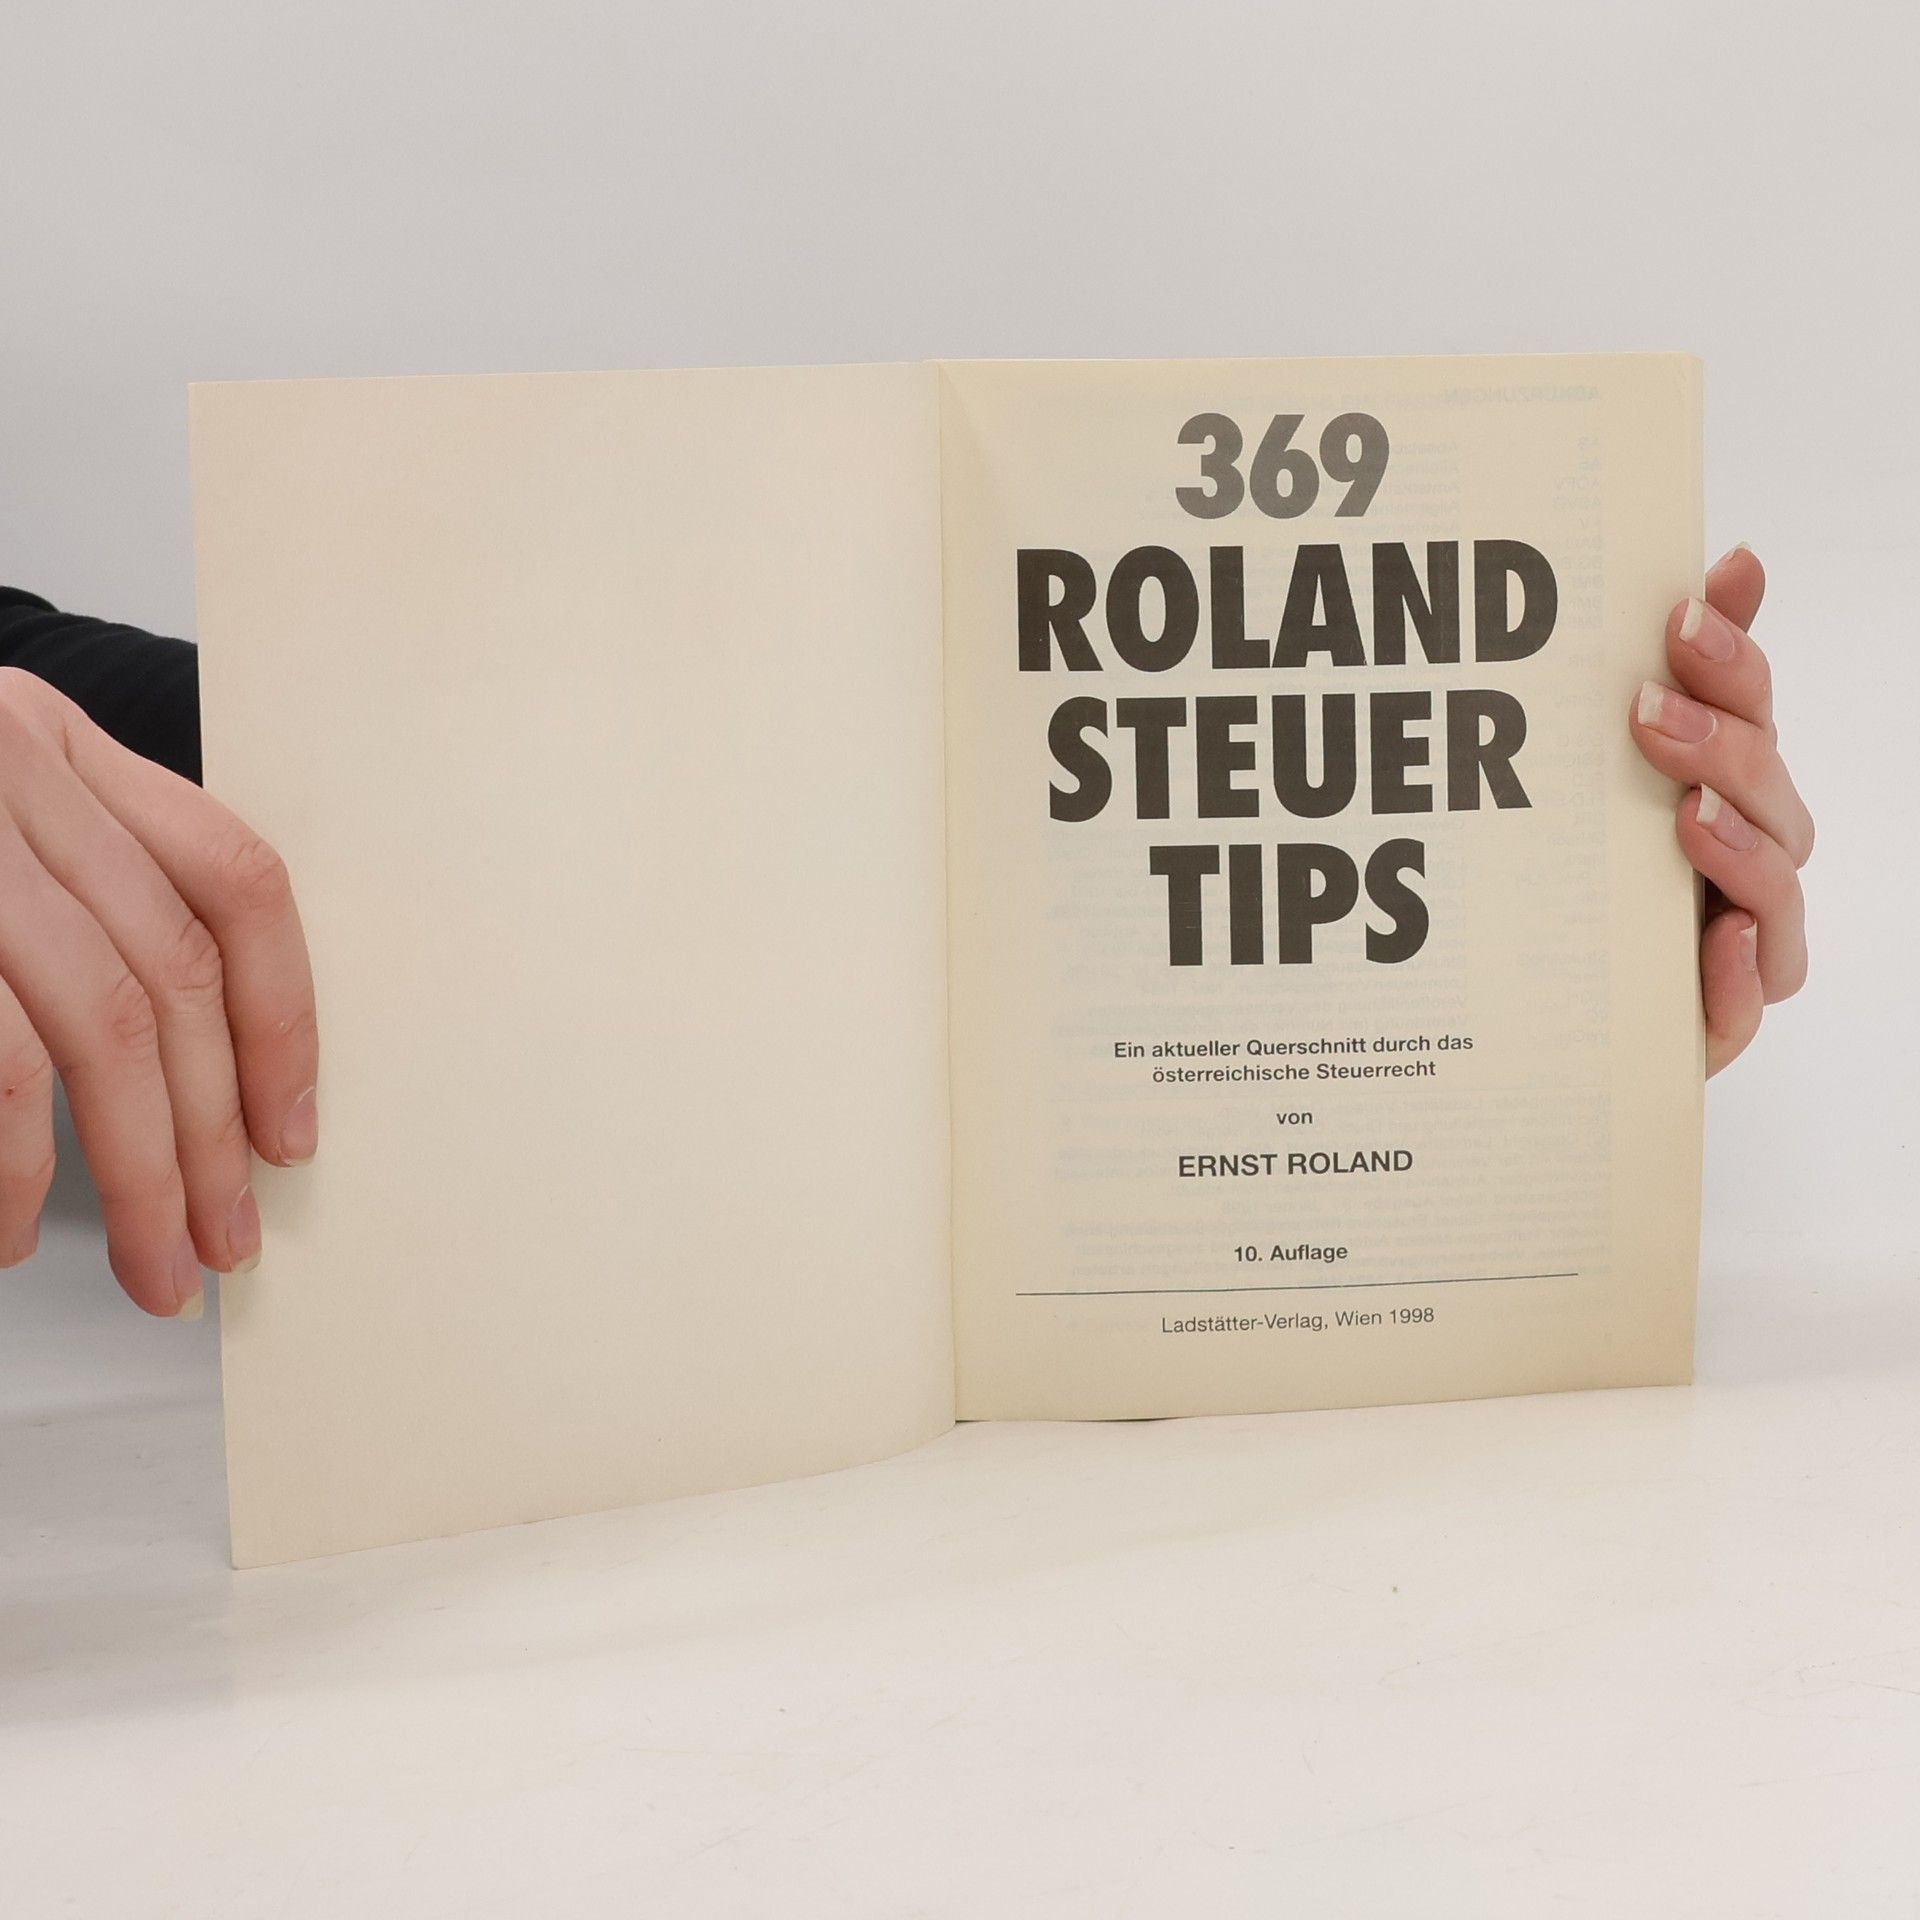 369
ROLAND
STEUER
TIPS
Ein aktueller Querschnitt durch das
österreichische Steuerrecht
von
ERNST ROLAND
10. Auflage
Ladstätter-Verlag, Wien 1998